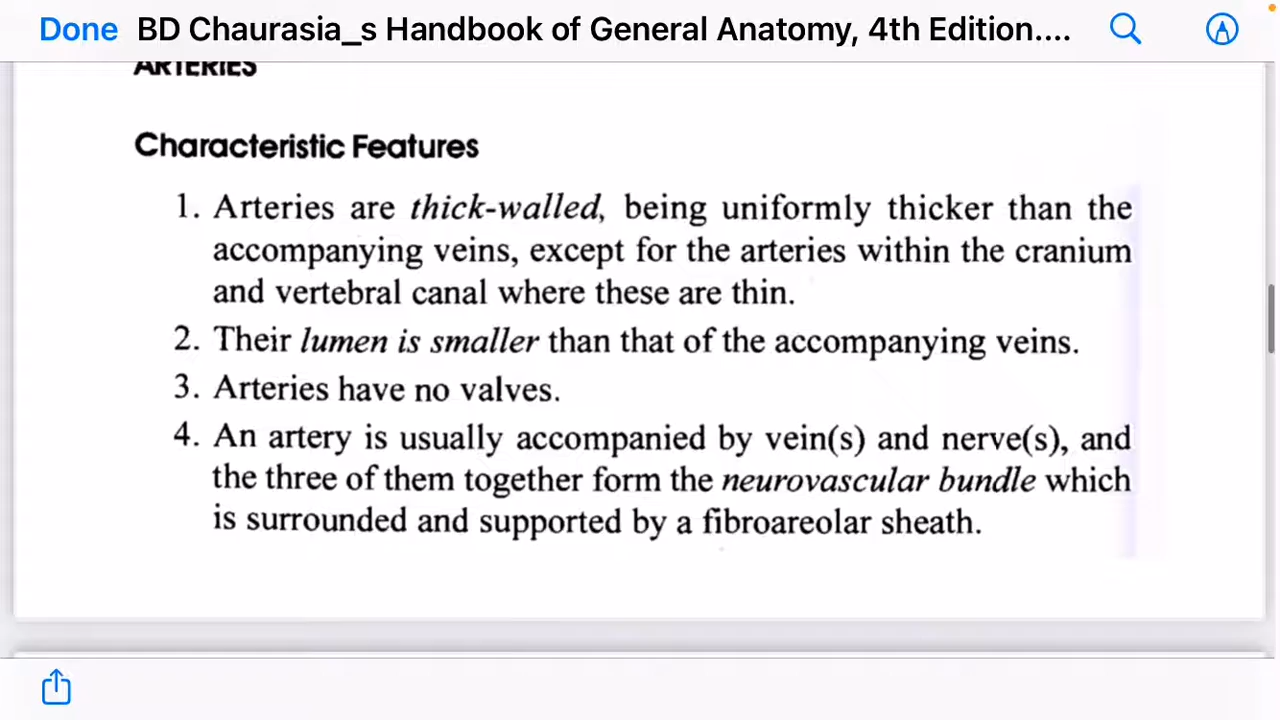 Done BD Chaurasia_s Handbook of General Anatomy, 4th Edition....
ARTERIES
Characteristic Features
1. Arteries are thick-walled, being uniformly thicker than the
accompanying veins, except for the arteries within the cranium
and vertebral canal where these are thin.
2. Their lumen is smaller than that of the accompanying veins.
3. Arteries have no valves.
4. An artery is usually accompanied by vein(s) and nerve(s), and
the three of them together form the neurovascular bundle which
is surrounded and supported by a fibroareolar sheath.